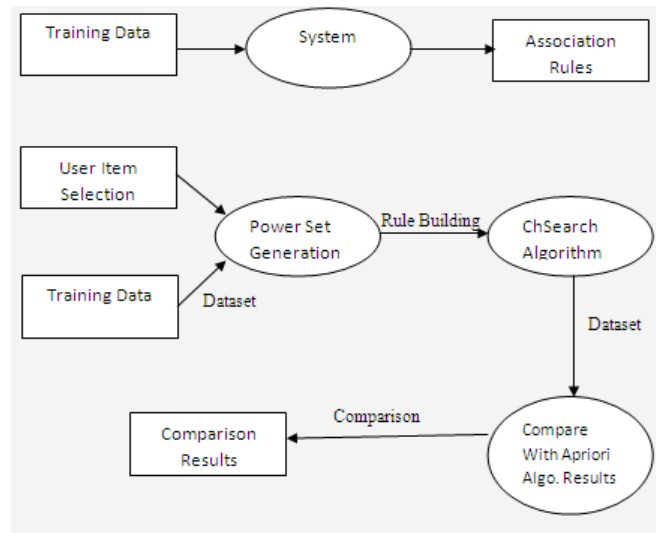 Training Data
System
Association
Rules
User Item
Selection
Power Set
Generation
Rule Building
ChSearch
Algorithm
Training Data
Dataset
Dataset
Comparison
Comparison
Results
Compare
With Apriori
Algo. Results